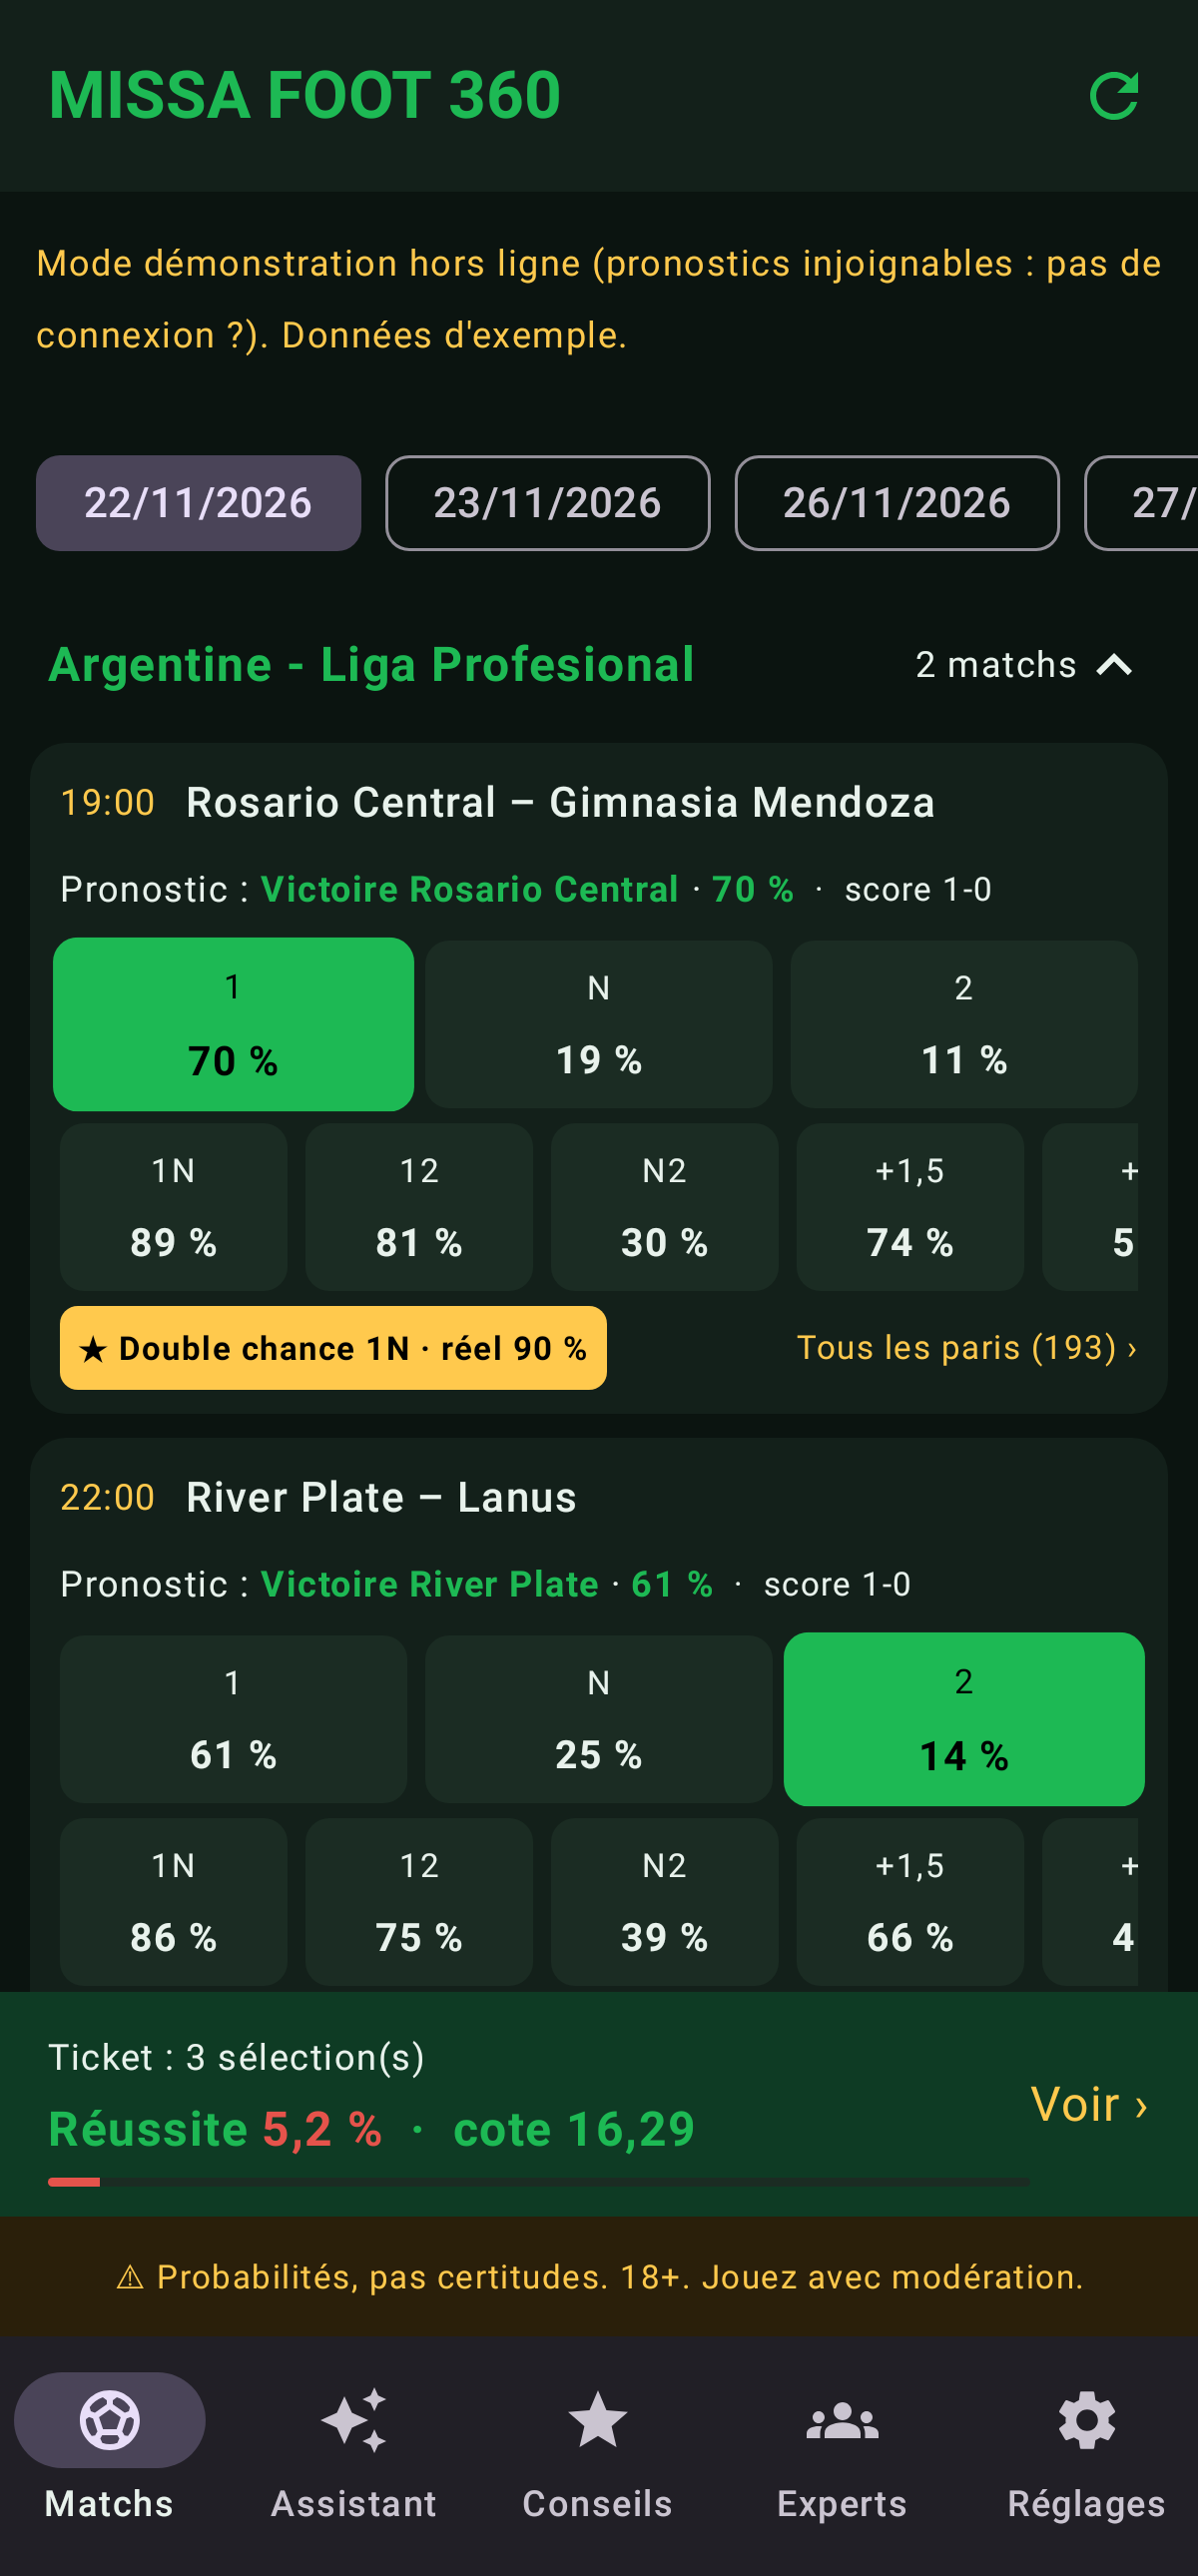 MISSA FOOT 360
Mode démonstration hors ligne (pronostics injoignables : pas de
connexion ?). Données d'exemple.
22/11/2026 23/11/2026 26/11/2026 27/
Argentine - Liga Profesional 2 matchs
19:00 Rosario Central – Gimnasia Mendoza
Pronostic : Victoire Rosario Central · 70 % · score 1-0
1 N 2
70 % 19 % 11 %
1N 12 N2 +1,5 +
89 % 81 % 30 % 74 % 5
★ Double chance 1N · réel 90 % Tous les paris (193) ›
22:00 River Plate – Lanus
Pronostic : Victoire River Plate · 61 % · score 1-0
1 N 2
61 % 25 % 14 %
1N 12 N2 +1,5 +
86 % 75 % 39 % 66 % 4
Ticket : 3 sélection(s)
Réussite 5,2 % · cote 16,29
Voir ›
⚠ Probabilités, pas certitudes. 18+. Jouez avec modération.
Matchs Assistant Conseils Experts Réglages